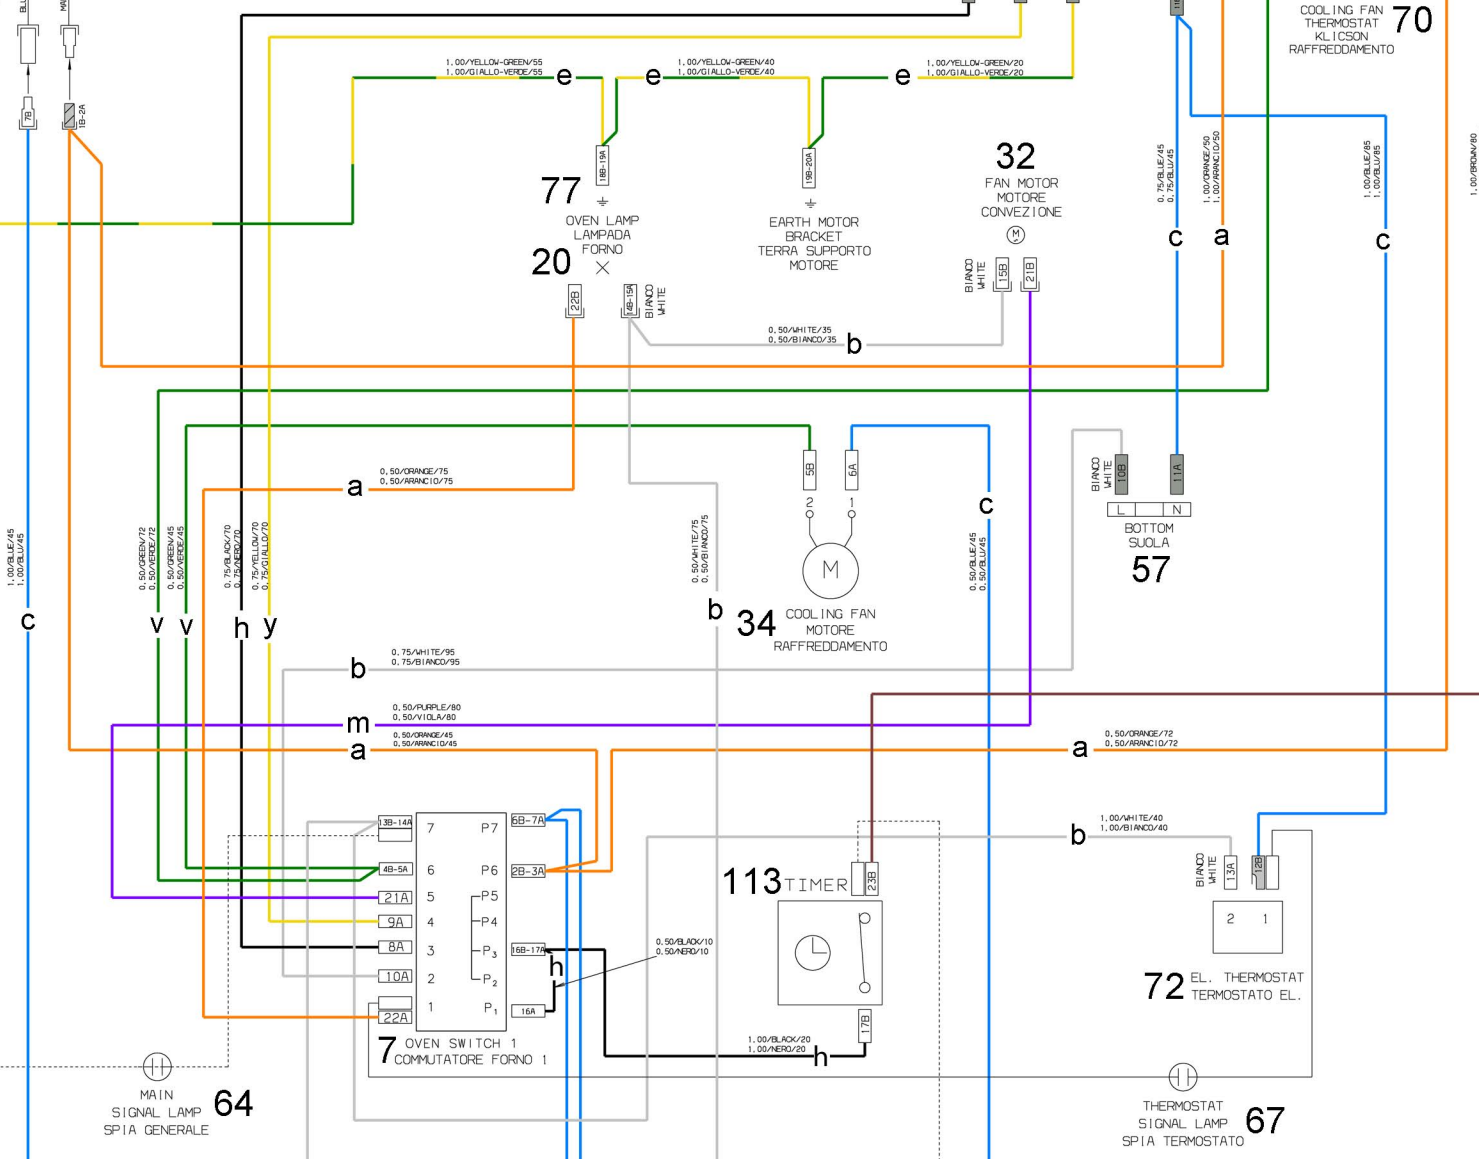 COOLING FAN
THERMOSTAT
KLICSON
RAFFREDDAMENTO
70
7B
1B-2A
1.00/YELLOW-GREEN/55
1.00/GIALLO-VERDE/55
e
1.00/YELLOW-GREEN/40
1.00/GIALLO-VERDE/40
e
1.00/YELLOW-GREEN/20
1.00/GIALLO-VERDE/20
e
18B-19A
19B-20A
77
OVEN LAMP
LAMPADA
FORNO
20
22B
14B-15A
BIANCO
WHITE
EARTH MOTOR
BRACKET
TERRA SUPPORTO
MOTORE
32
FAN MOTOR
MOTORE
CONVEZIONE
M
BIANCO
WHITE
15B
21B
0.75/BLUE/45
0.75/BLU/45
c
1.00/ORANGE/50
1.00/ARANCIO/50
a
1.00/BLUE/85
1.00/BLU/85
c
1.00/BROWN/80
0.50/WHITE/35
0.50/BIANCO/35
b
0.50/ORANGE/75
0.50/ARANCIO/75
a
5B
6A
2
1
M
34
COOLING FAN
MOTORE
RAFFREDDAMENTO
c
0.50/BLUE/45
0.50/BLU/45
BIANCO
WHITE
10B
11A
L
N
BOTTOM
SUOLA
57
1.00/BLUE/45
1.00/BLU/45
c
0.50/GREEN/72
0.50/VERDE/72
v
0.50/GREEN/45
0.50/VERDE/45
v
0.75/BLACK/70
0.75/NERO/70
h
0.75/YELLOW/70
0.75/GIALLO/70
y
0.50/WHITE/75
0.50/BIANCO/75
b
b
0.75/WHITE/95
0.75/BIANCO/95
m
0.50/PURPLE/80
0.50/VIOLA/80
a
0.50/ORANGE/45
0.50/ARANCIO/45
a
0.50/ORANGE/72
0.50/ARANCIO/72
13B-14A
7
P7
6B-7A
4B-5A
6
P6
2B-3A
21A
5
P5
9A
4
P4
8A
3
P3
16B-17A
10A
2
P2
1
P1
16A
22A
h
0.50/BLACK/10
0.50/NERO/10
7
OVEN SWITCH 1
COMMUTATORE FORNO 1
113
TIMER
23B
17B
1.00/BLACK/20
1.00/NERO/20
h
b
1.00/WHITE/40
1.00/BIANCO/40
BIANCO
WHITE
13A
12B
2
1
72
EL. THERMOSTAT
TERMOSTATO EL.
MAIN
SIGNAL LAMP
SPIA GENERALE
64
THERMOSTAT
SIGNAL LAMP
SPIA TERMOSTATO
67